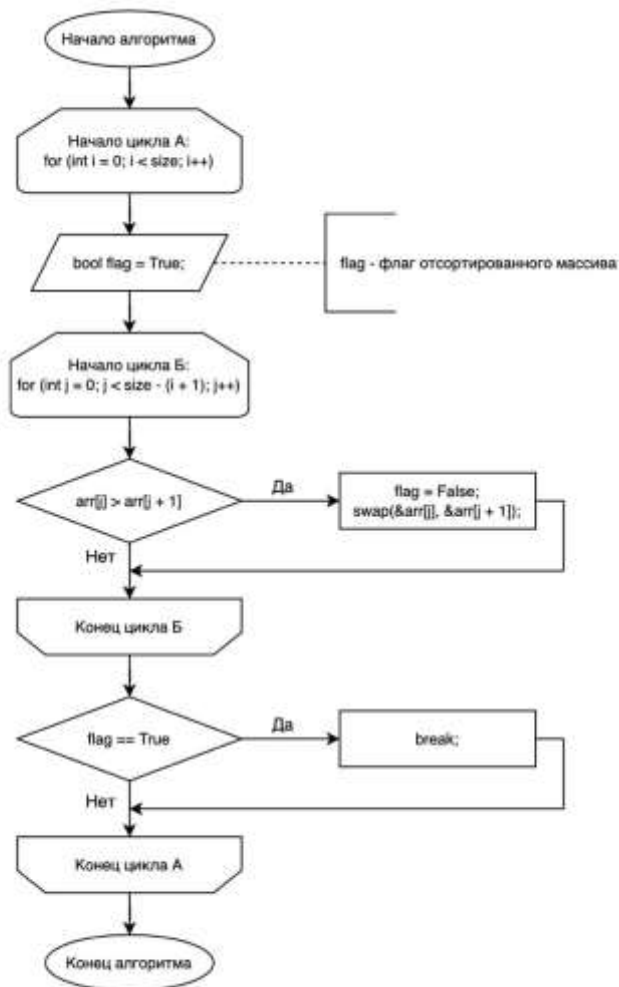 Начало алгоритма
Начало цикла А:
for (int i = 0; i < size; i++)
bool flag = True;
flag - флаг отсортированного массива
Начало цикла Б:
for (int j = 0; j < size - (i + 1); j++)
arr[j] > arr[j + 1]
Да
flag = False;
swap(&arr[j], &arr[j + 1]);
Нет
Конец цикла Б
flag == True
Да
break;
Нет
Конец цикла А
Конец алгоритма